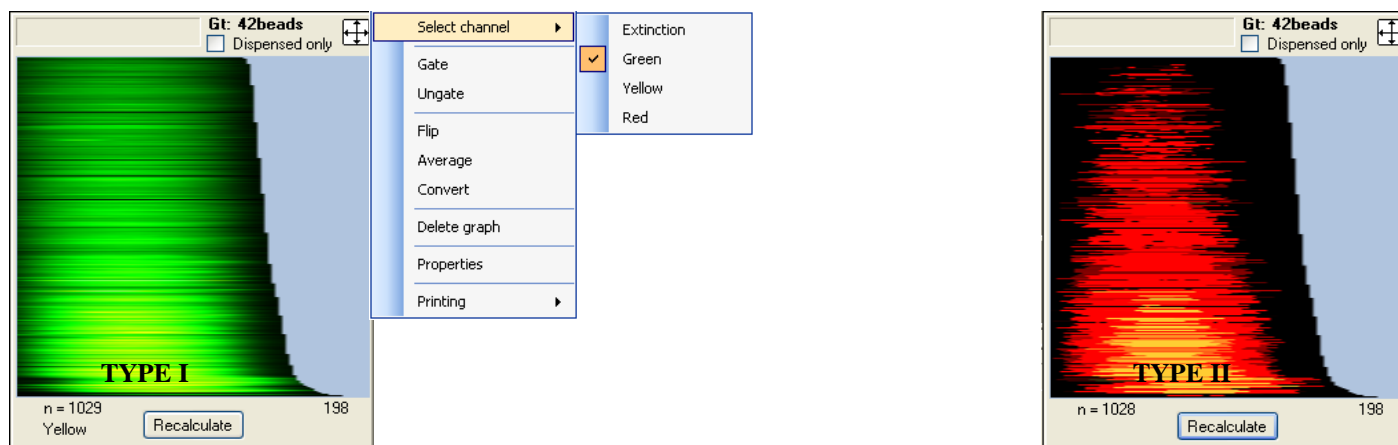 Gt: 42beads
Dispensed only
TYPE I
n = 1029
198
Yellow
Recalculate
Select channel
Gate
Ungate
Flip
Average
Convert
Delete graph
Properties
Printing
Extinction
Green
Yellow
Red
Gt: 42beads
Dispensed only
TYPE II
n = 1028
198
Recalculate